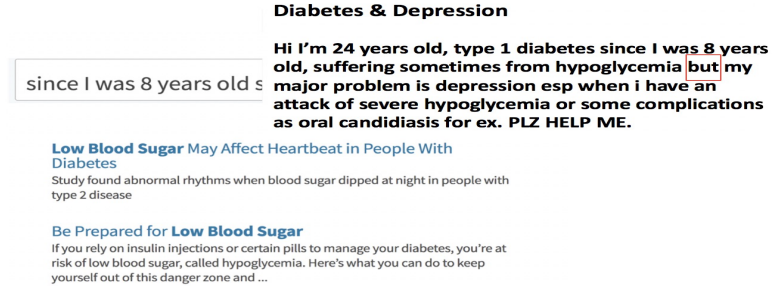 Diabetes & Depression
Hi I'm 24 years old, type 1 diabetes since I was 8 years
old, suffering sometimes from hypoglycemia but my
major problem is depression esp when i have an
attack of severe hypoglycemia or some complications
as oral candidiasis for ex. PLZ HELP ME.
since I was 8 years old s
Low Blood Sugar May Affect Heartbeat in People With
Diabetes
Study found abnormal rhythms when blood sugar dipped at night in people with
type 2 disease
Be Prepared for Low Blood Sugar
If you rely on insulin injections or certain pills to manage your diabetes, you're at
risk of low blood sugar, called hypoglycemia. Here's what you can do to keep
yourself out of this danger zone and ...